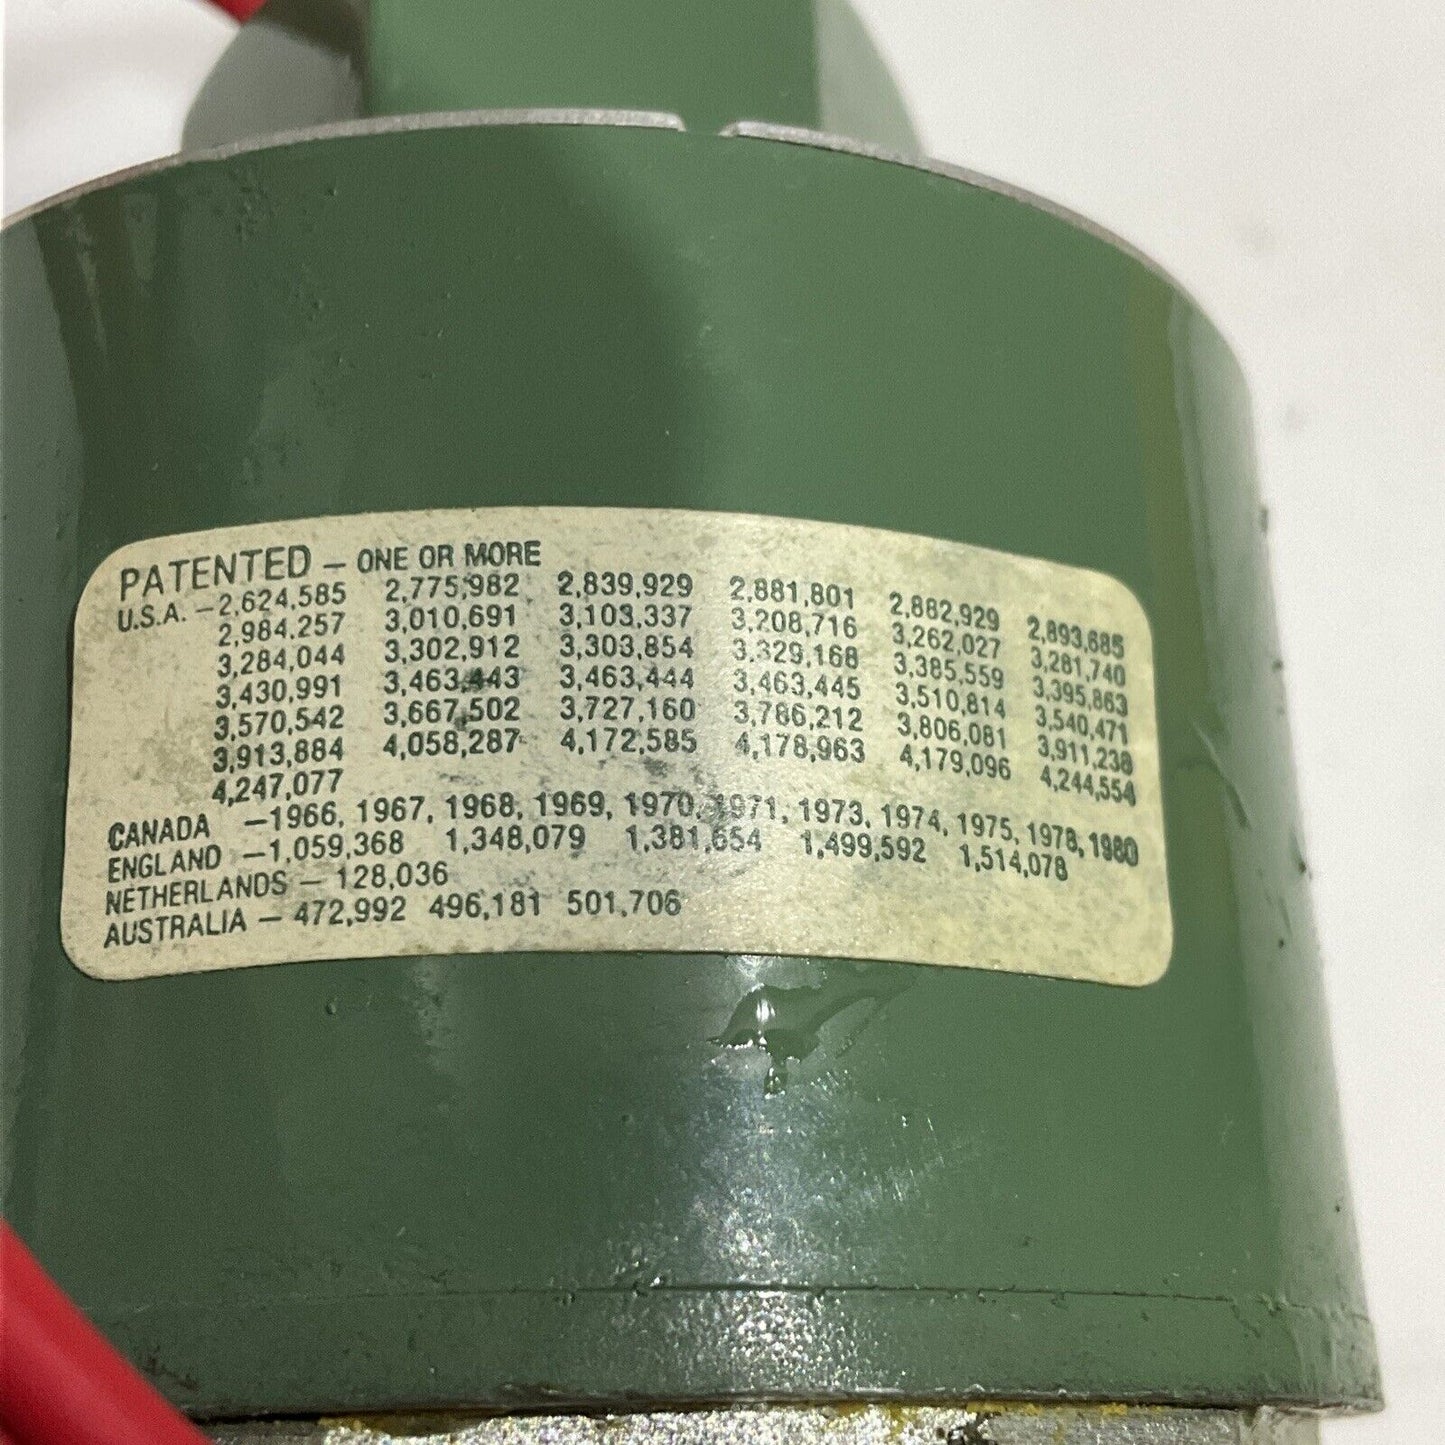 PATENTED – ONE OR MORE
U.S.A. – 2,624,585 2,775,982 2,839,929 2,881,801 2,882,929 2,893,685
2,984,257 3,010,691 3,103,337 3,208,716 3,262,027 3,281,740
3,284,044 3,302,912 3,303,854 3,329,168 3,385,559 3,395,863
3,430,991 3,463,443 3,463,444 3,463,445 3,510,814 3,540,471
3,570,542 3,667,502 3,727,160 3,786,212 3,806,081 3,911,238
3,913,884 4,058,287 4,172,585 4,178,963 4,179,096 4,244,554
4,247,077
CANADA – 1966, 1967, 1968, 1969, 1970, 1971, 1973, 1974, 1975, 1978, 1980
ENGLAND – 1,059,368 1,348,079 1,381,654 1,499,592 1,514,078
NETHERLANDS – 128,036
AUSTRALIA – 472,992 496,181 501,706